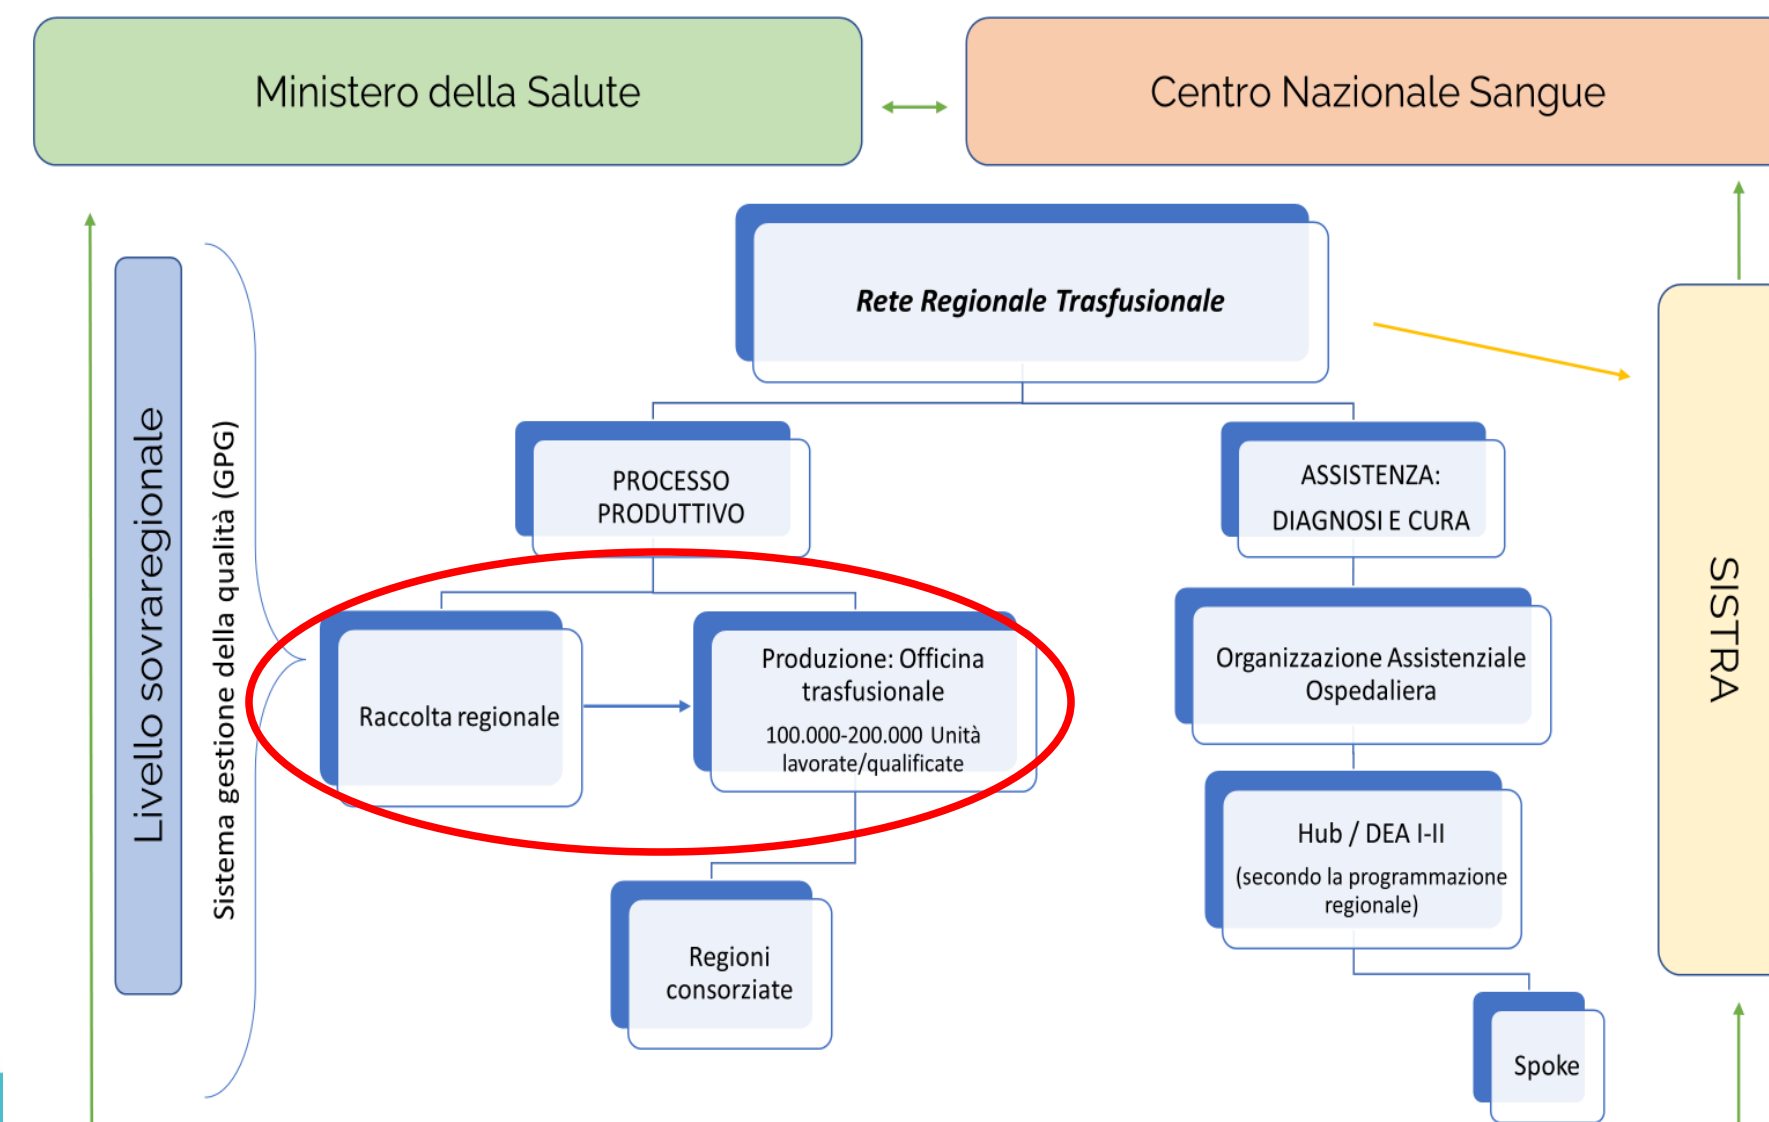 Ministero della Salute
Centro Nazionale Sangue
Livello sovraregionale
Sistema gestione della qualità (GPG)
Rete Regionale Trasfusionale
PROCESSO
PRODUTTIVO
ASSISTENZA:
DIAGNOSI E CURA
Raccolta regionale
Produzione: Officina
trasfusionale
100.000-200.000 Unità
lavorate/qualificate
Organizzazione Assistenziale
Ospedaliera
Hub / DEA I-II
(secondo la programmazione
regionale)
Regioni
consorziate
Spoke
SISTRA